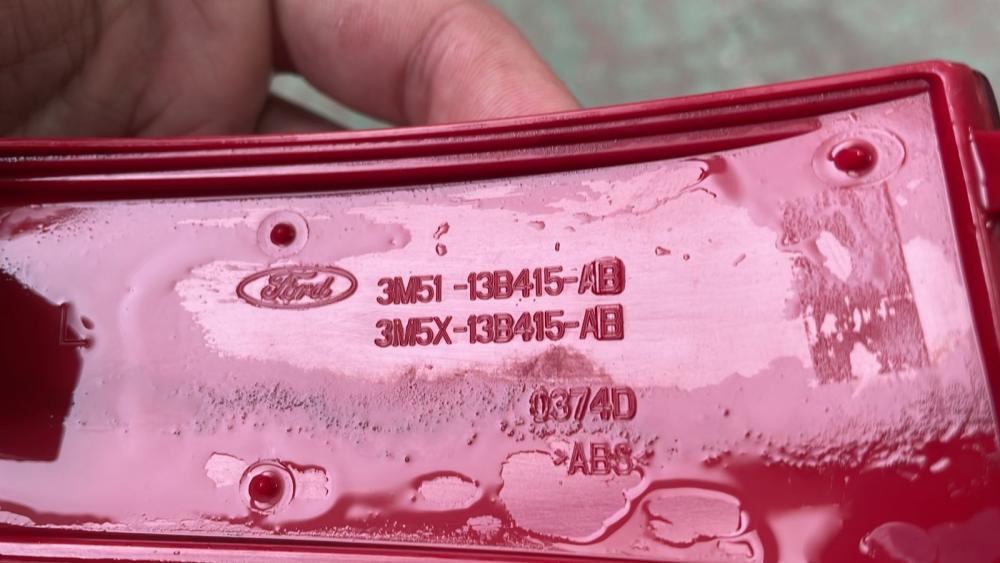 Ford
3M51-13B415-AB
3M5X-13B415-AB
0374D
>ABS<
L